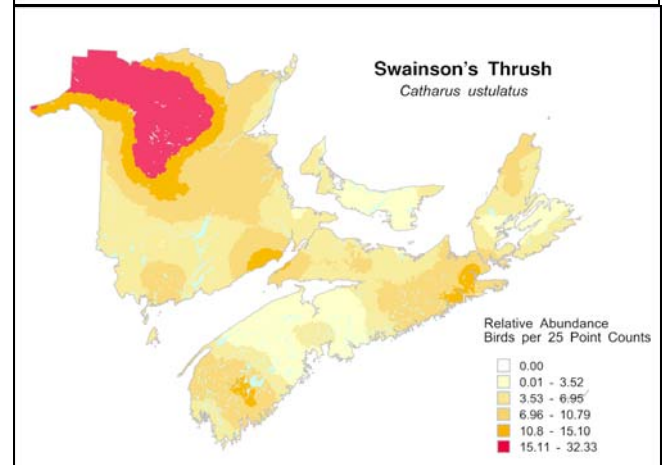 Swainson's Thrush
Catharus ustulatus
Relative Abundance
Birds per 25 Point Counts
0.00
0.01 - 3.52
3.53 - 6.95
6.96 - 10.79
10.8 - 15.10
15.11 - 32.33